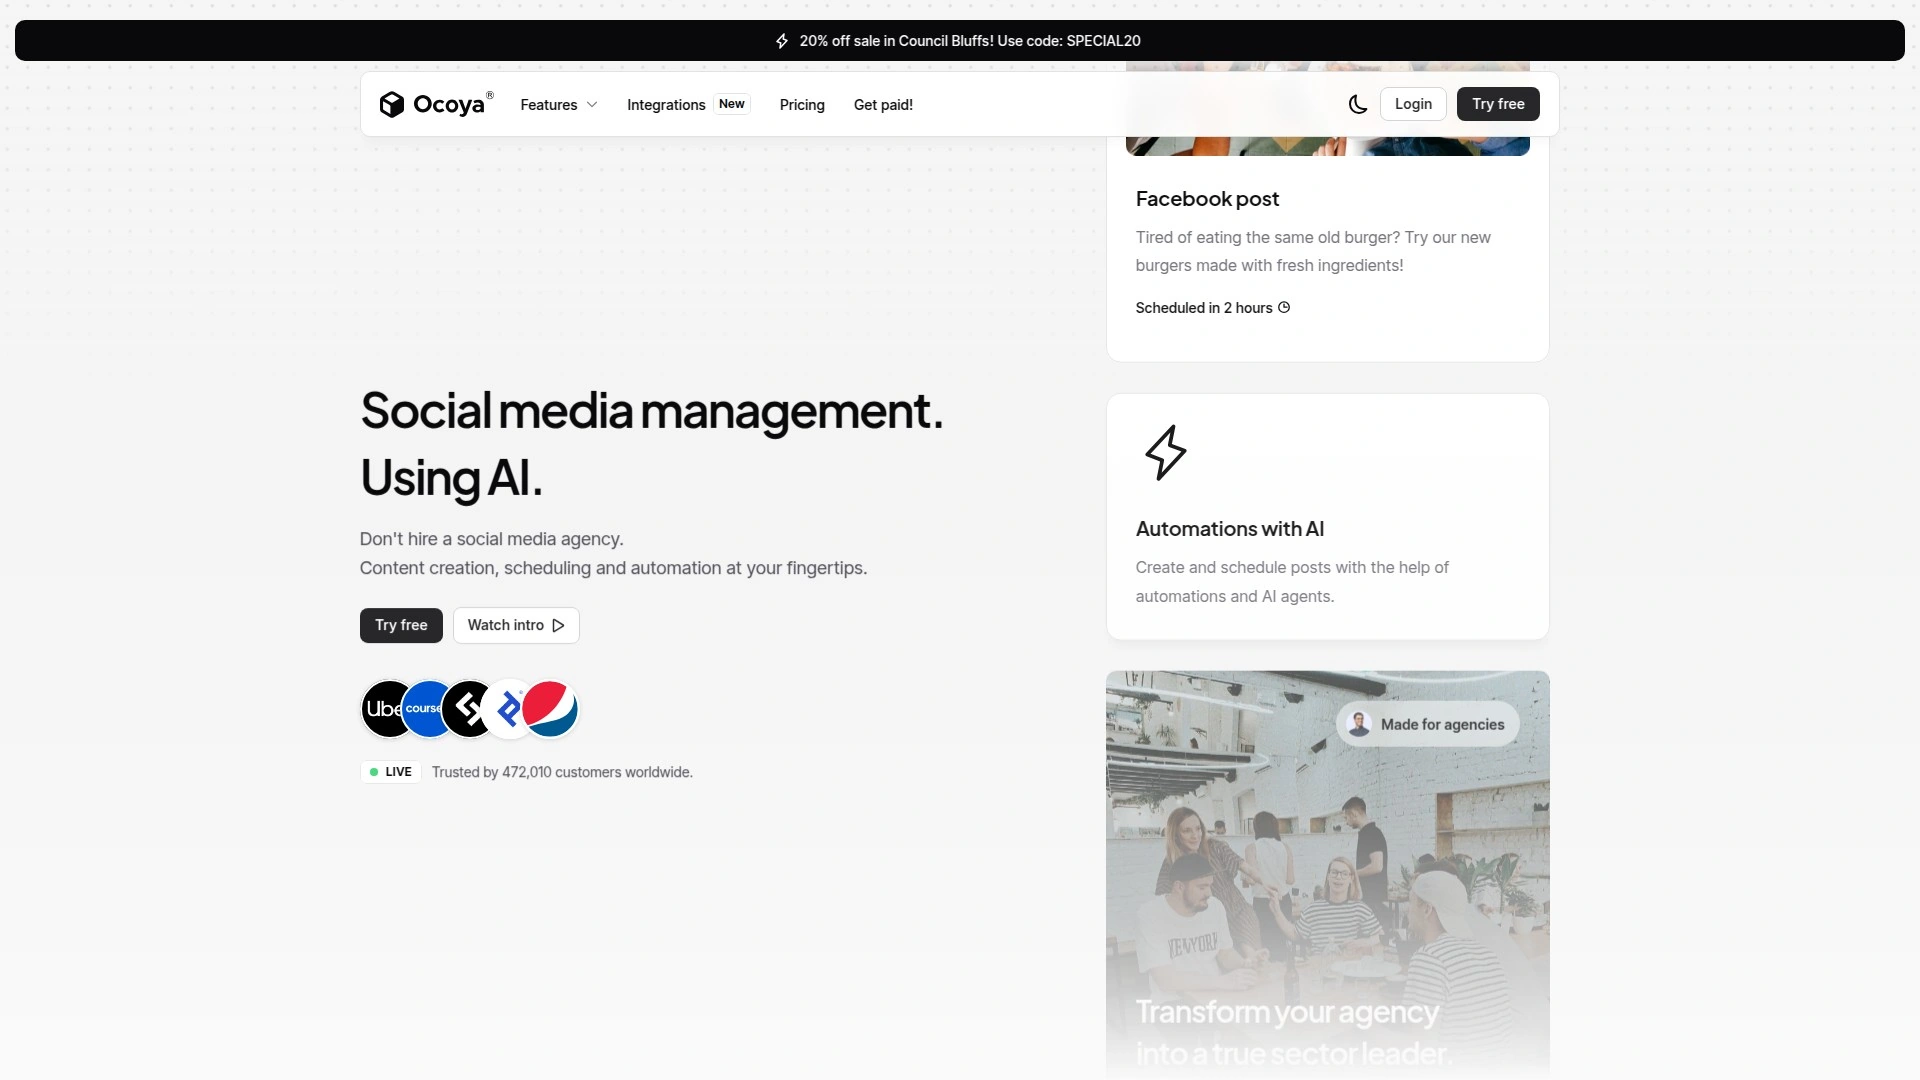 20% off sale in Council Bluffs! Use code: SPECIAL20
Ocoya®
Features
Integrations
New
Pricing
Get paid!
Login
Try free
Social media management.
Using AI.
Don't hire a social media agency.
Content creation, scheduling and automation at your fingertips.
Try free
Watch intro
Ube
course
LIVE
Trusted by 472,010 customers worldwide.
Facebook post
Tired of eating the same old burger? Try our new
burgers made with fresh ingredients!
Scheduled in 2 hours
Automations with AI
Create and schedule posts with the help of
automations and AI agents.
Made for agencies
Transform your agency
into a true sector leader.